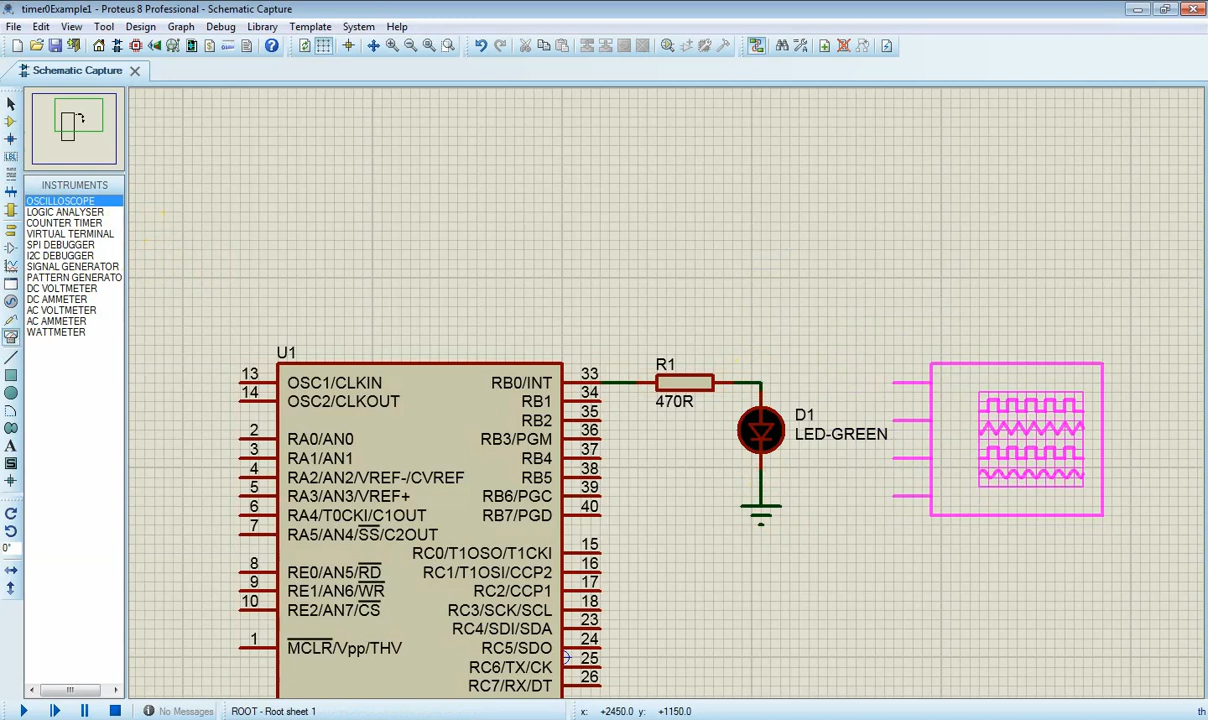 timer0Example1 - Proteus 8 Professional - Schematic Capture
File Edit View Tool Design Graph Debug Library Template System Help
Schematic Capture
INSTRUMENTS
OSCILLOSCOPE
LOGIC ANALYSER
COUNTER TIMER
VIRTUAL TERMINAL
SPI DEBUGGER
I2C DEBUGGER
SIGNAL GENERATOR
PATTERN GENERATO
DC VOLTMETER
DC AMMETER
AC VOLTMETER
AC AMMETER
WATTMETER
LBL
A
0°
U1
13 OSC1/CLKIN
14 OSC2/CLKOUT
2 RA0/AN0
3 RA1/AN1
4 RA2/AN2/VREF-/CVREF
5 RA3/AN3/VREF+
6 RA4/T0CKI/C1OUT
7 RA5/AN4/SS/C2OUT
8 RE0/AN5/RD
9 RE1/AN6/WR
10 RE2/AN7/CS
1 MCLR/Vpp/THV
RB0/INT 33
RB1 34
RB2 35
RB3/PGM 36
RB4 37
RB5 38
RB6/PGC 39
RB7/PGD 40
RC0/T1OSO/T1CKI 15
RC1/T1OSI/CCP2 16
RC2/CCP1 17
RC3/SCK/SCL 18
RC4/SDI/SDA 23
RC5/SDO 24
RC6/TX/CK 25
RC7/RX/DT 26
R1
470R
D1
LED-GREEN
No Messages ROOT - Root sheet 1 x: +2450.0 y: +1150.0 th